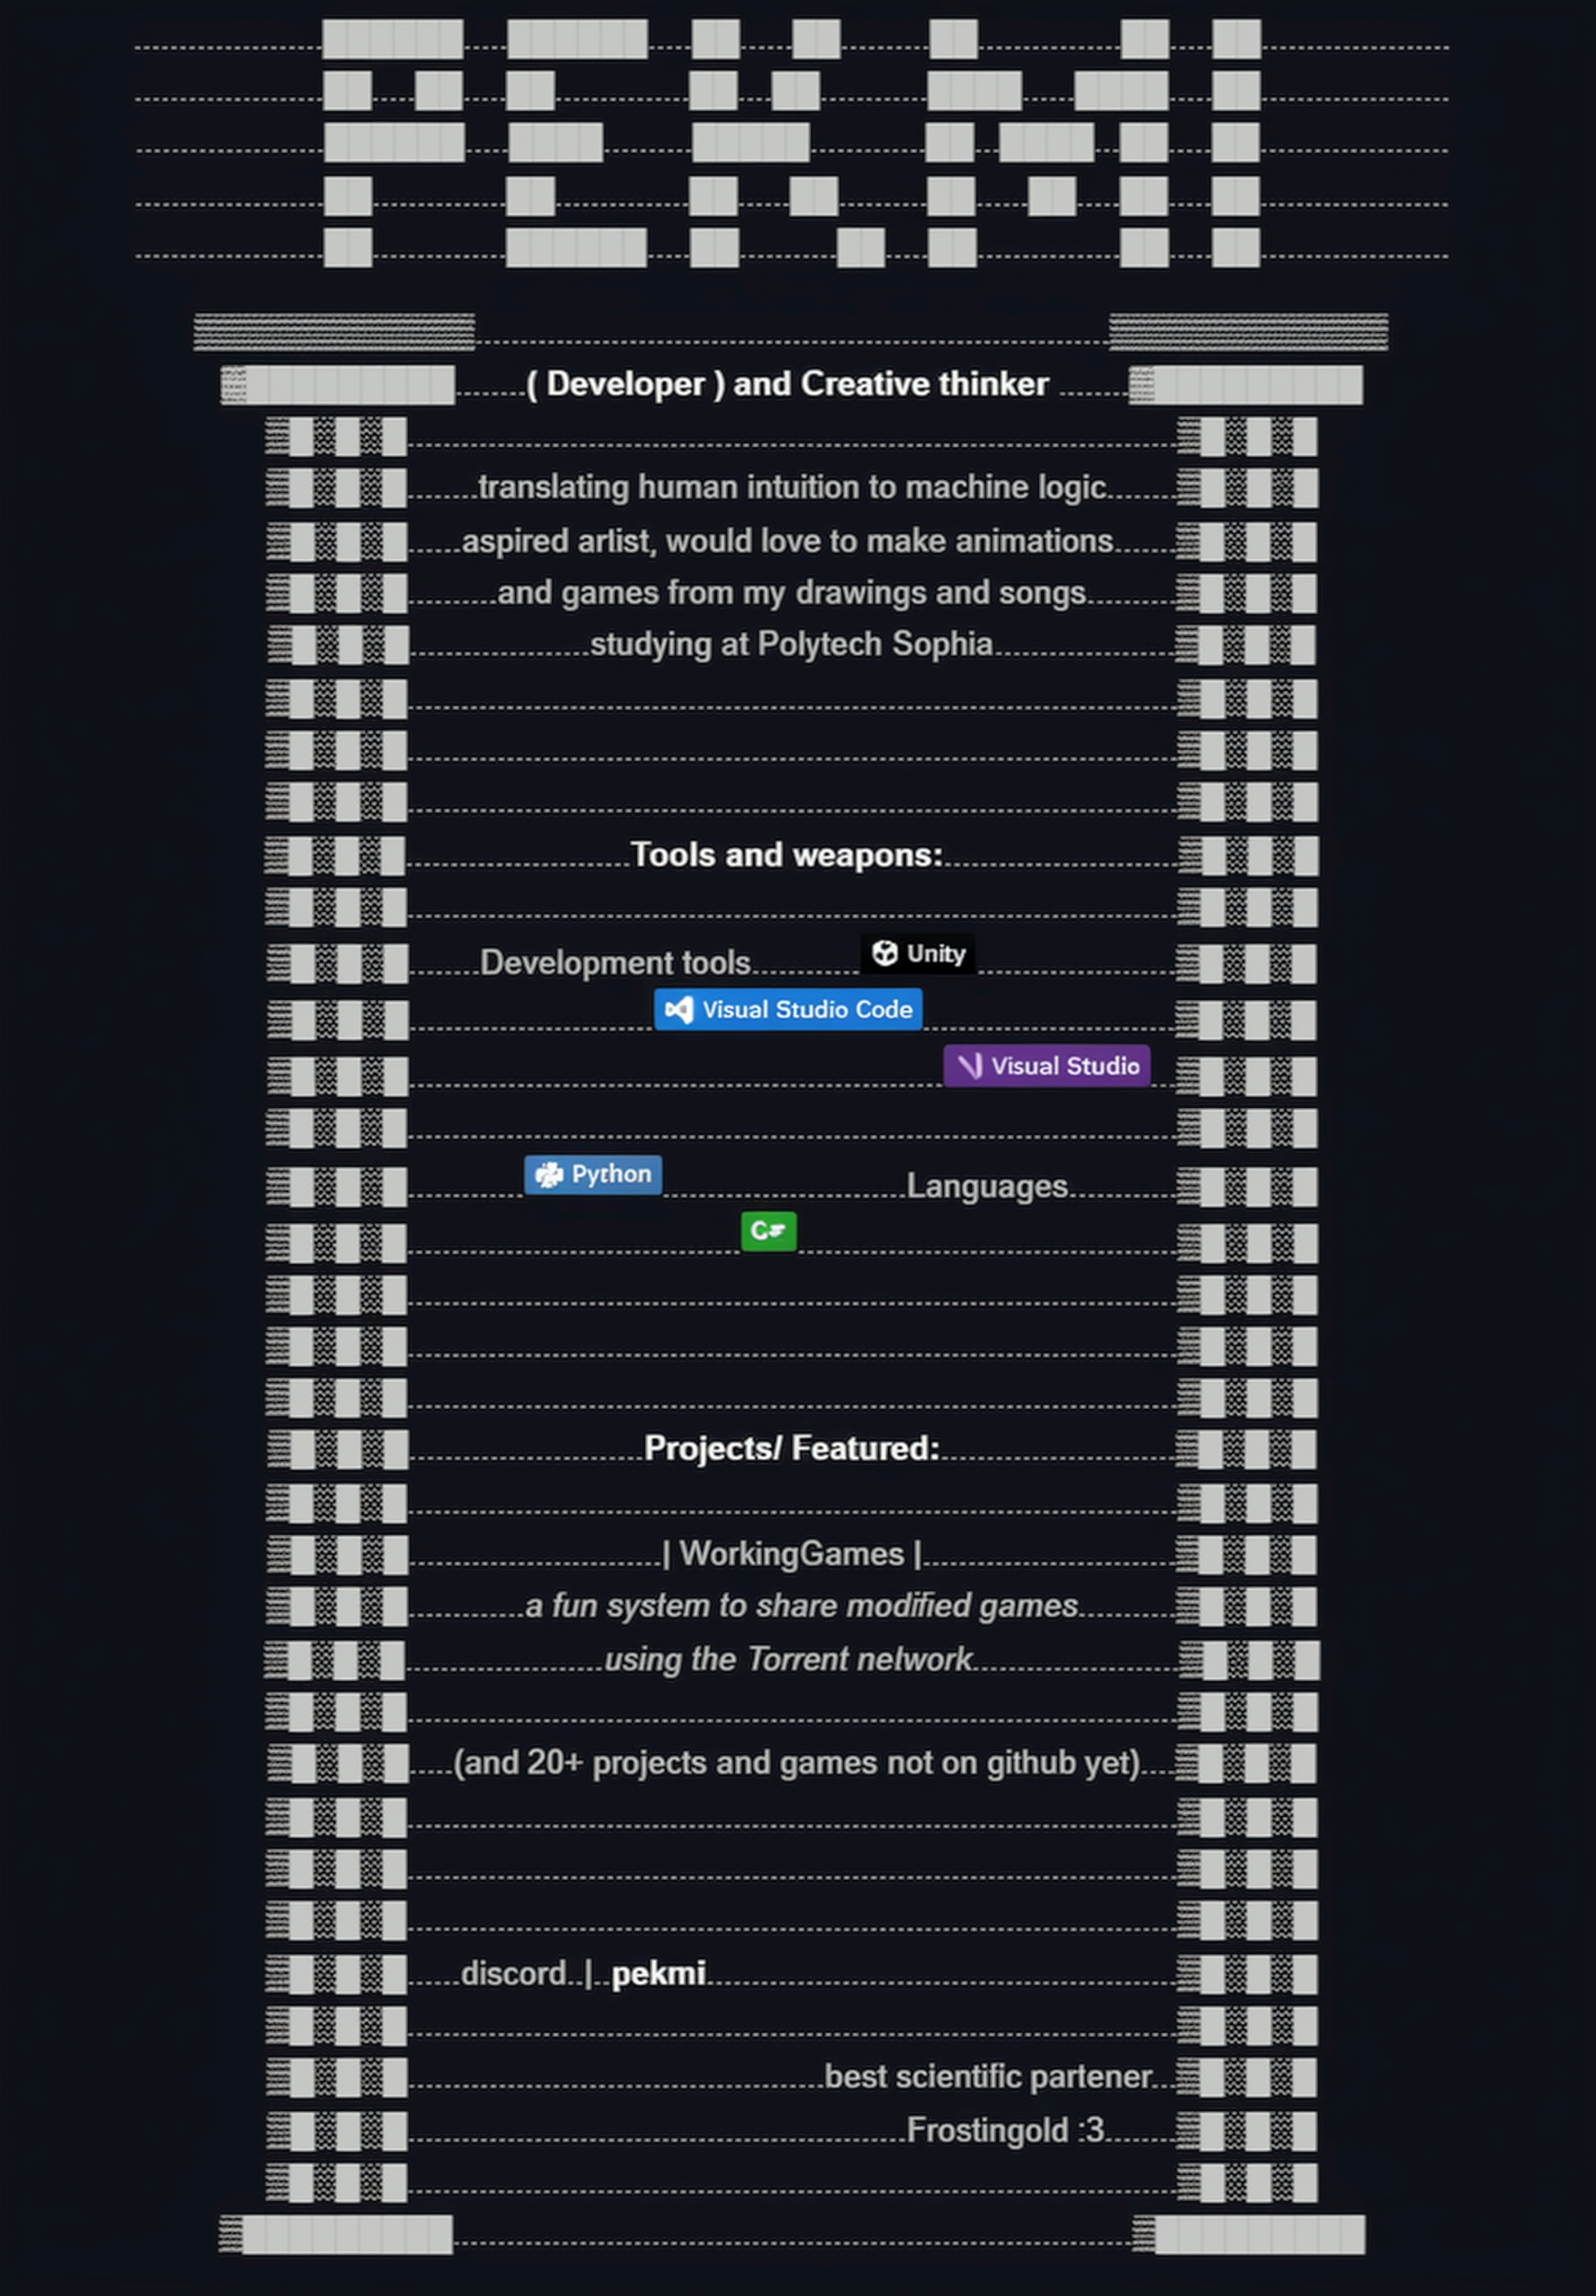 PEKMI
( Developer ) and Creative thinker
translating human intuition to machine logic
aspired artist, would love to make animations
and games from my drawings and songs
studying at Polytech Sophia
Tools and weapons:
Development tools Unity
Visual Studio Code
Visual Studio
Python Languages
C#
Projects/ Featured:
| WorkingGames |
a fun system to share modified games
using the Torrent network
(and 20+ projects and games not on github yet)
discord | pekmi
best scientific partener
Frostingold :3